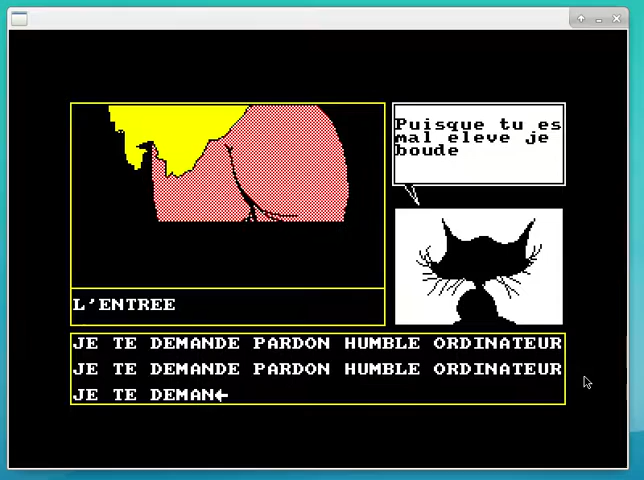 Puisque tu es
mal eleve je
boude
L'ENTREE
JE TE DEMANDE PARDON HUMBLE ORDINATEUR
JE TE DEMANDE PARDON HUMBLE ORDINATEUR
JE TE DEMAN←